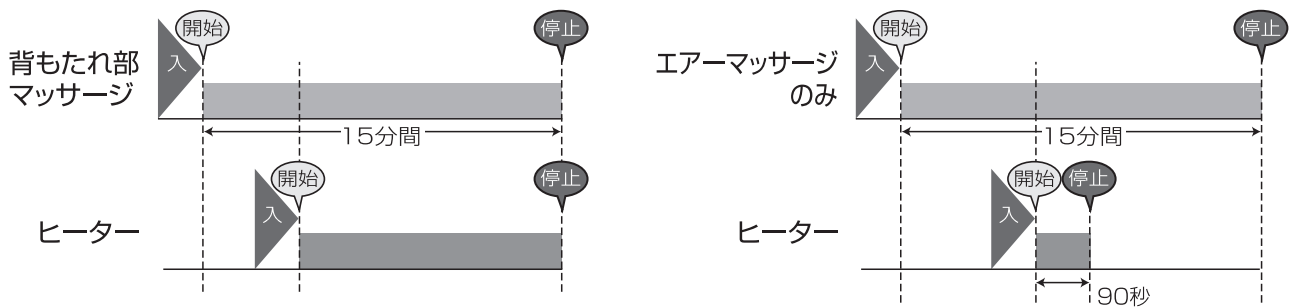 開始
停止
入
背もたれ部
マッサージ
15分間
開始
停止
入
ヒーター
開始
停止
入
エアーマッサージ
のみ
15分間
開始
停止
入
ヒーター
90秒